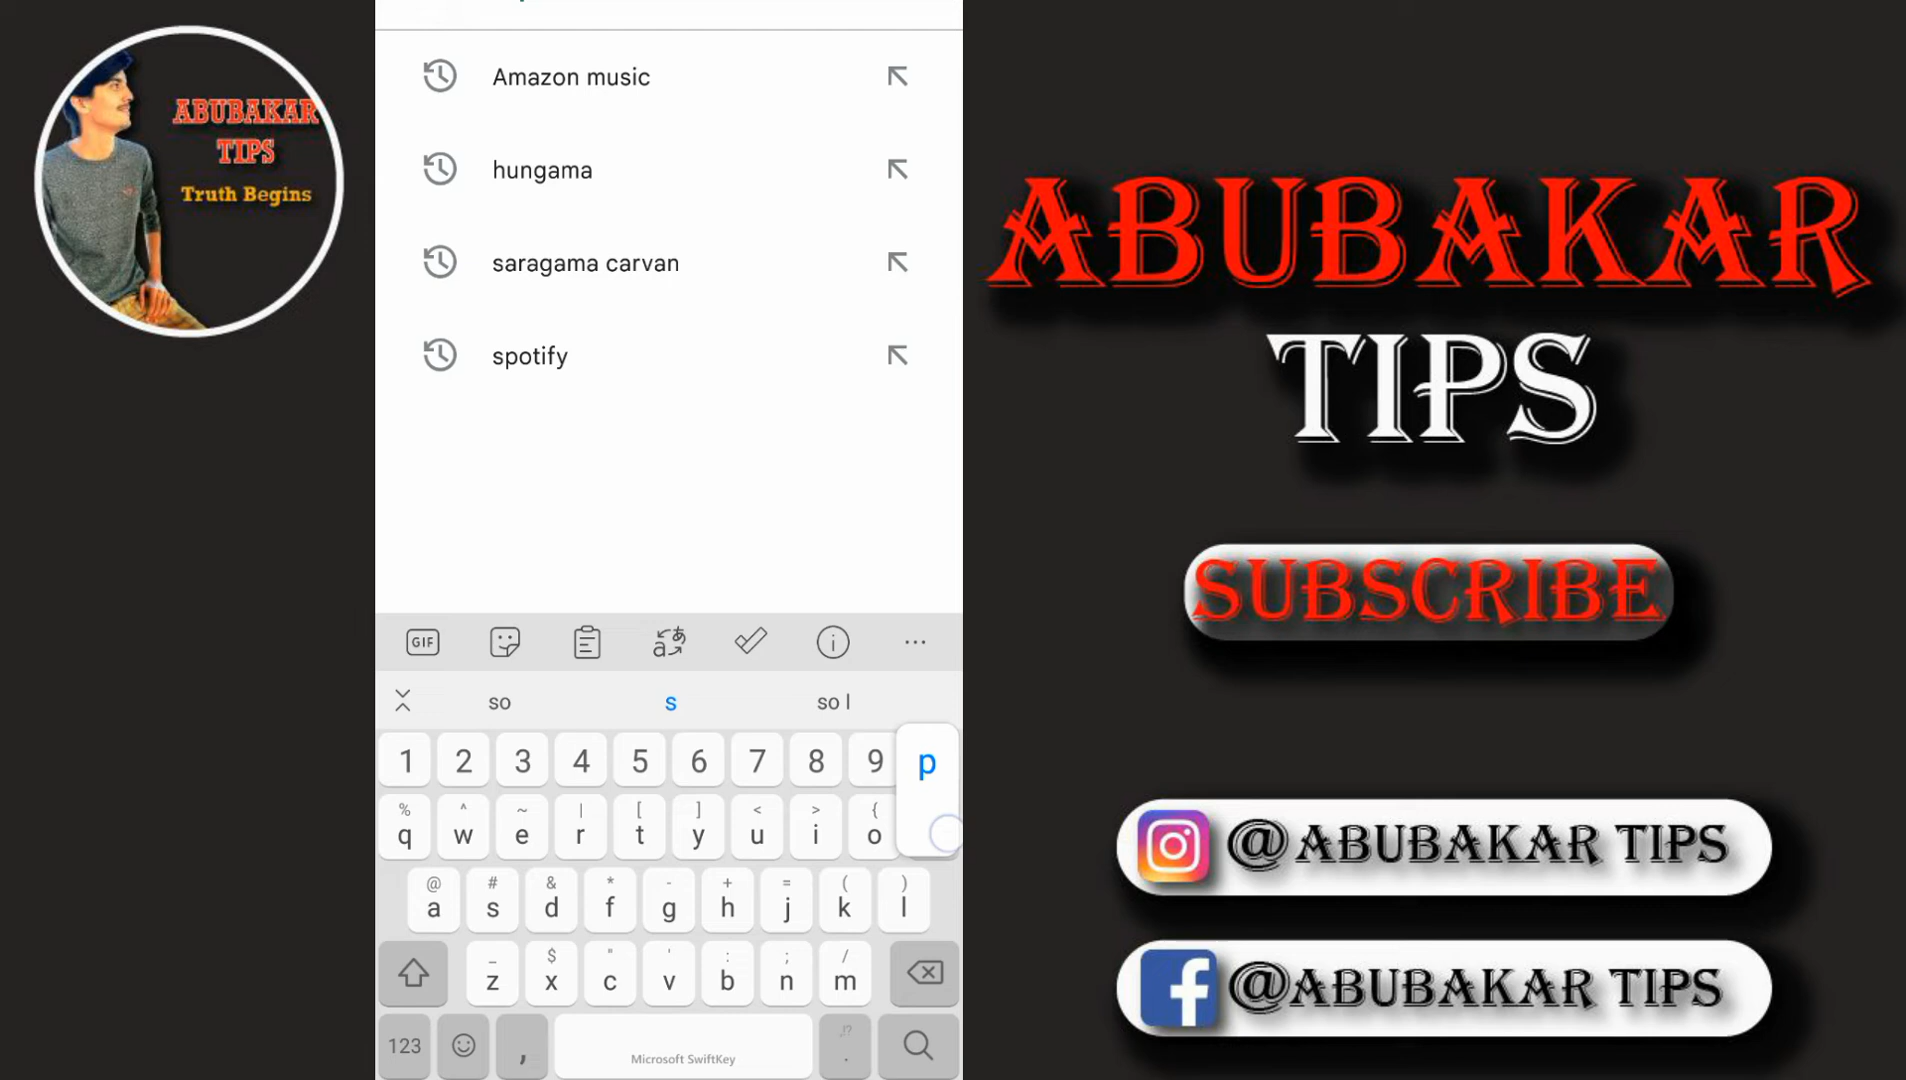 ABUBAKAR
TIPS
Truth Begins
Amazon music
hungama
saragama carvan
spotify
GIF
so s so I
1 2 3 4 5 6 7 8 9 p
% ^ ~ | [ ] < > {
q w e r t y u i o
@ # & * - + = ( )
a s d f g h j k l
_ $ " ' : ; /
z x c v b n m
123 , Microsoft SwiftKey .
ABUBAKAR
TIPS
SUBSCRIBE
@ABUBAKAR TIPS
@ABUBAKAR TIPS